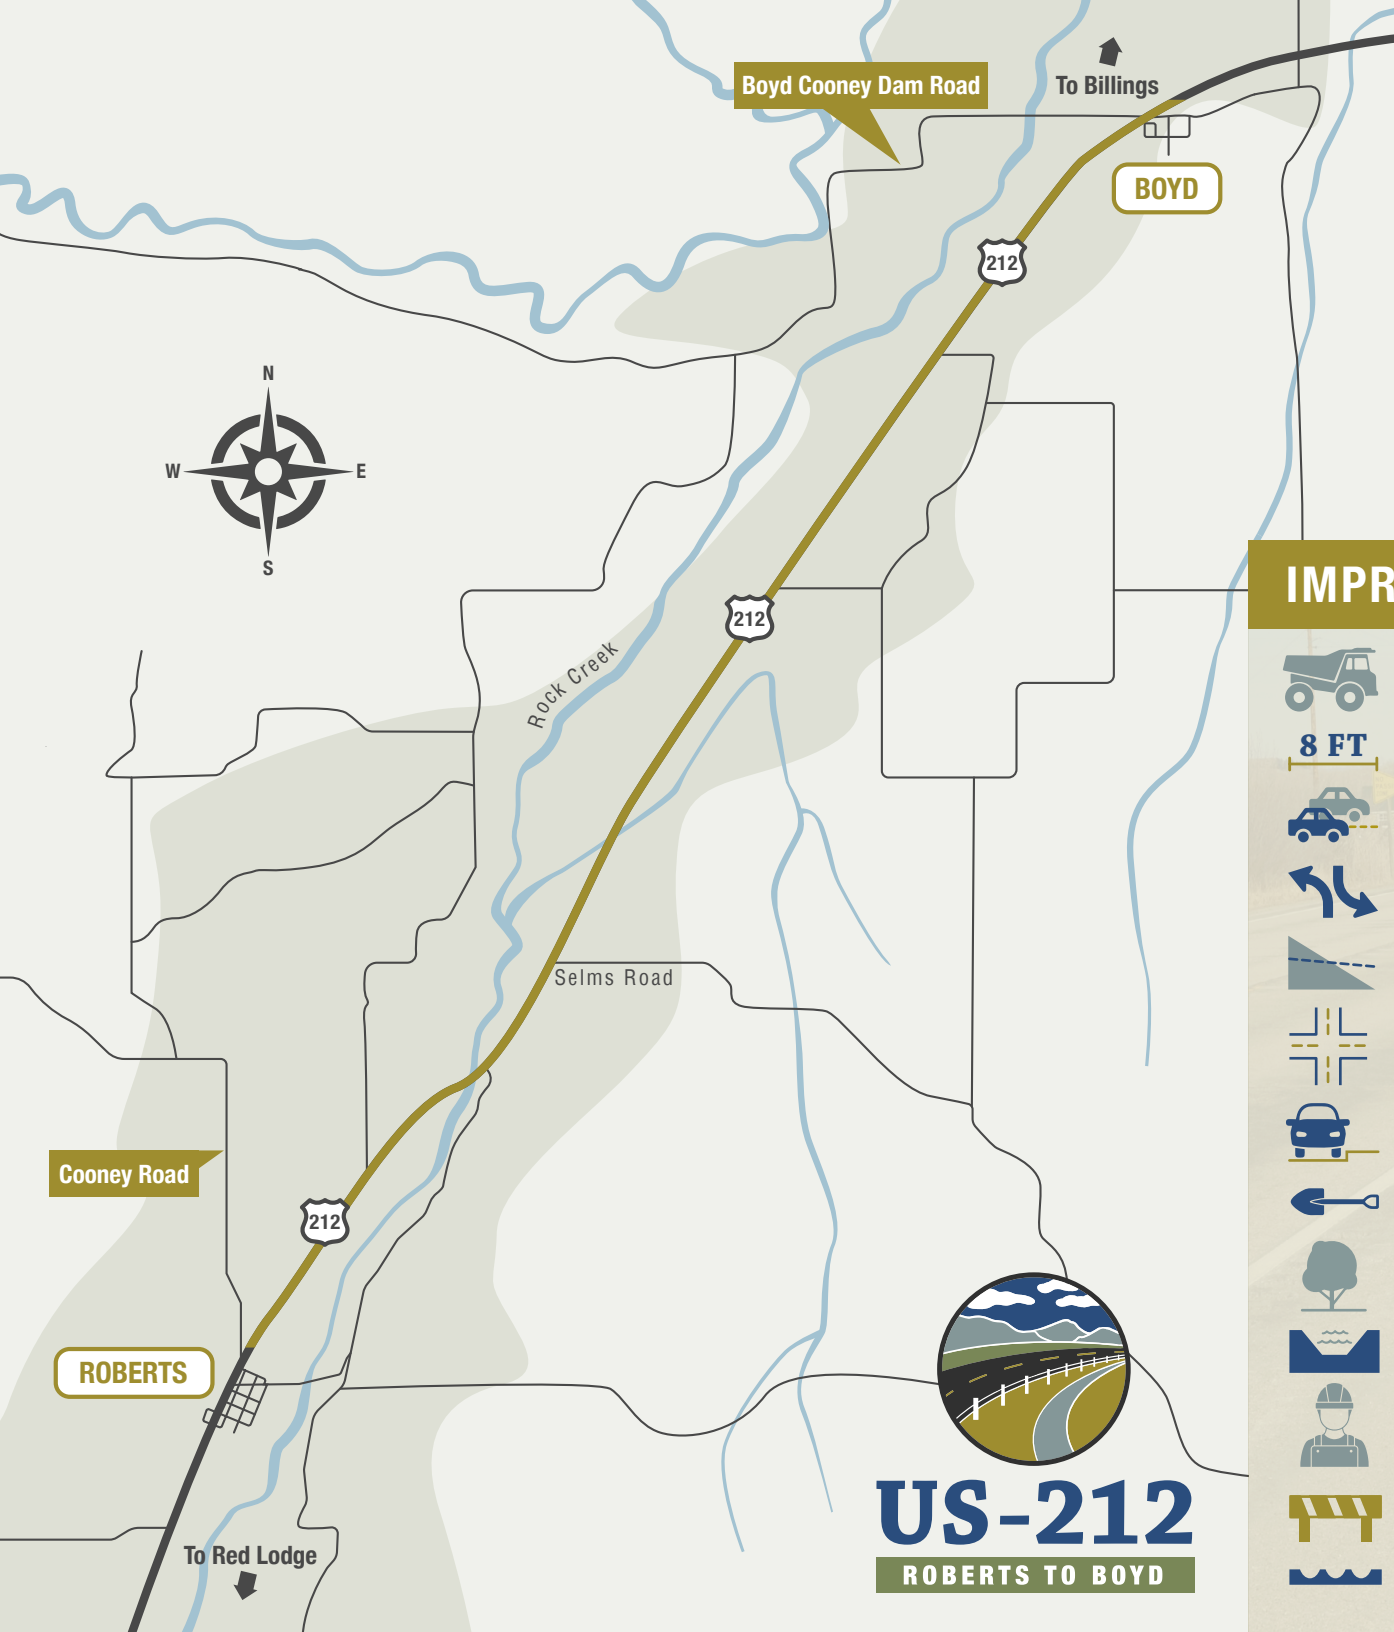 To Billings
Boyd Cooney Dam Road
BOYD
212
N
W
E
S
212
Rock Creek
Selms Road
Cooney Road
212
ROBERTS
To Red Lodge
US-212
ROBERTS TO BOYD
IMPR
8 FT